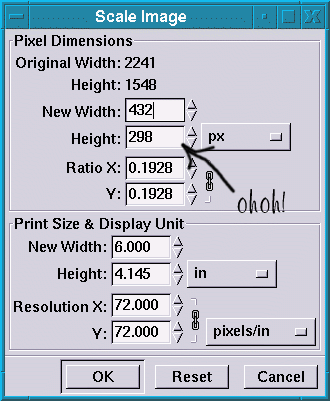 Scale Image
Pixel Dimensions
Original Width: 2241
Height: 1548
New Width: 432
Height: 298 px
Ratio X: 0.1928
Y: 0.1928
ohoh!
Print Size & Display Unit
New Width: 6.000
Height: 4.145 in
Resolution X: 72.000
Y: 72.000 pixels/in
OK Reset Cancel